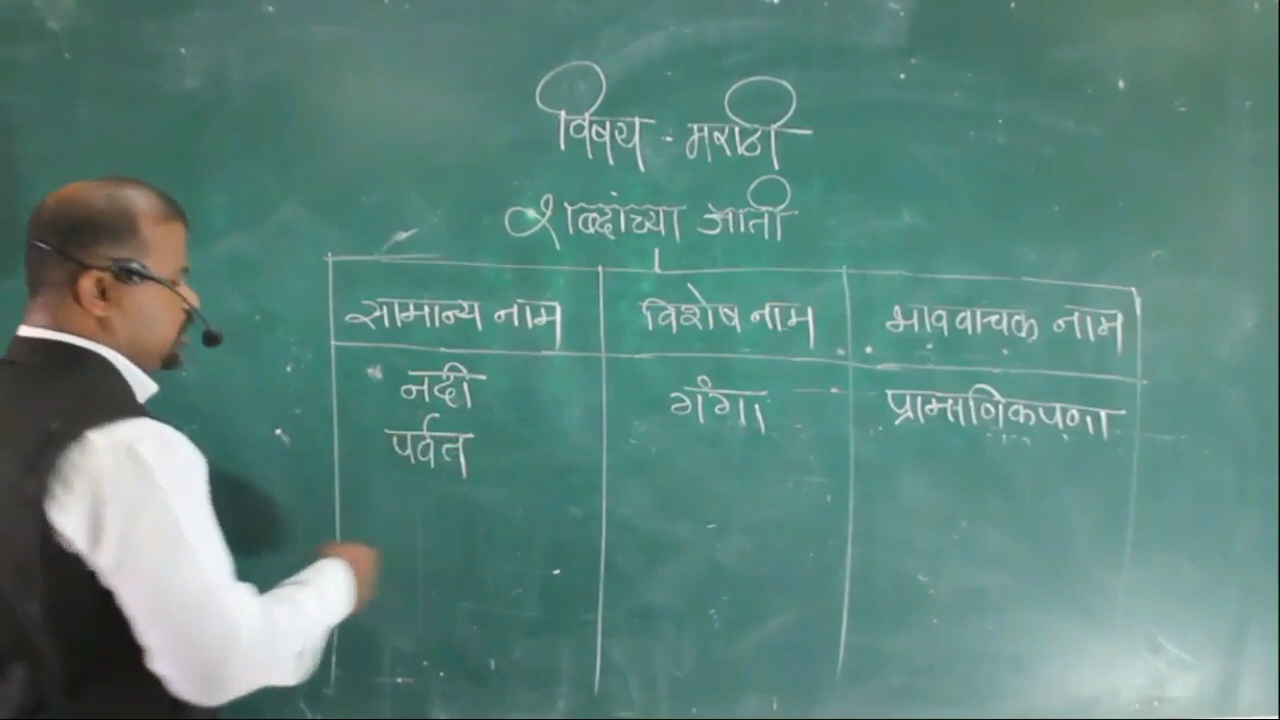 विषय - मराठी
शब्दांच्या जाती
सामान्य नाम विशेष नाम भाववाचक नाम
नदी गंगा प्रामाणिकपणा
पर्वत